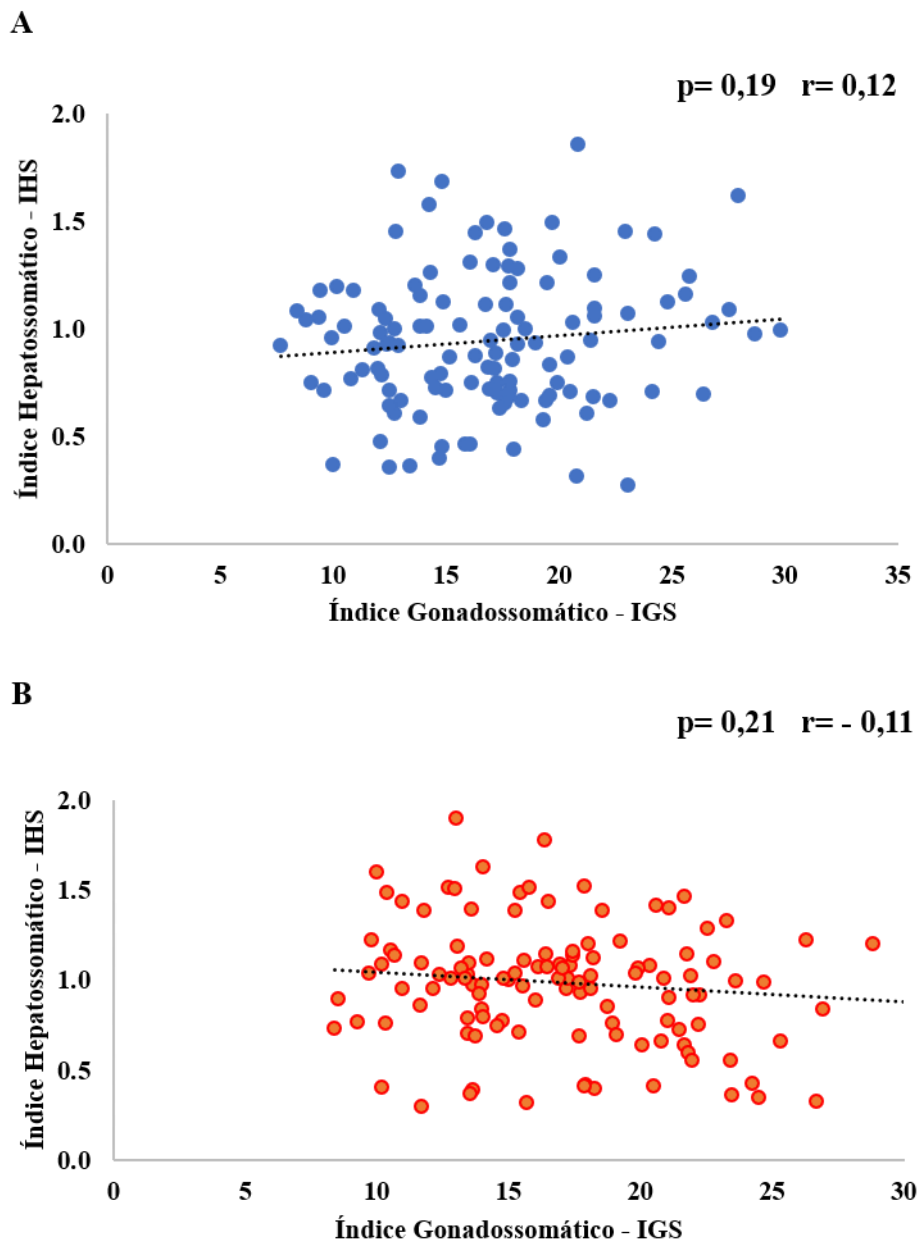 A
p= 0,19 r= 0,12
2.0
1.5
1.0
0.5
0.0
Índice Hepatossomático - IHS
0 5 10 15 20 25 30 35
Índice Gonadossomático - IGS
B
p= 0,21 r= - 0,11
2.0
1.5
1.0
0.5
0.0
Índice Hepatossomático - IHS
0 5 10 15 20 25 30
Índice Gonadossomático - IGS